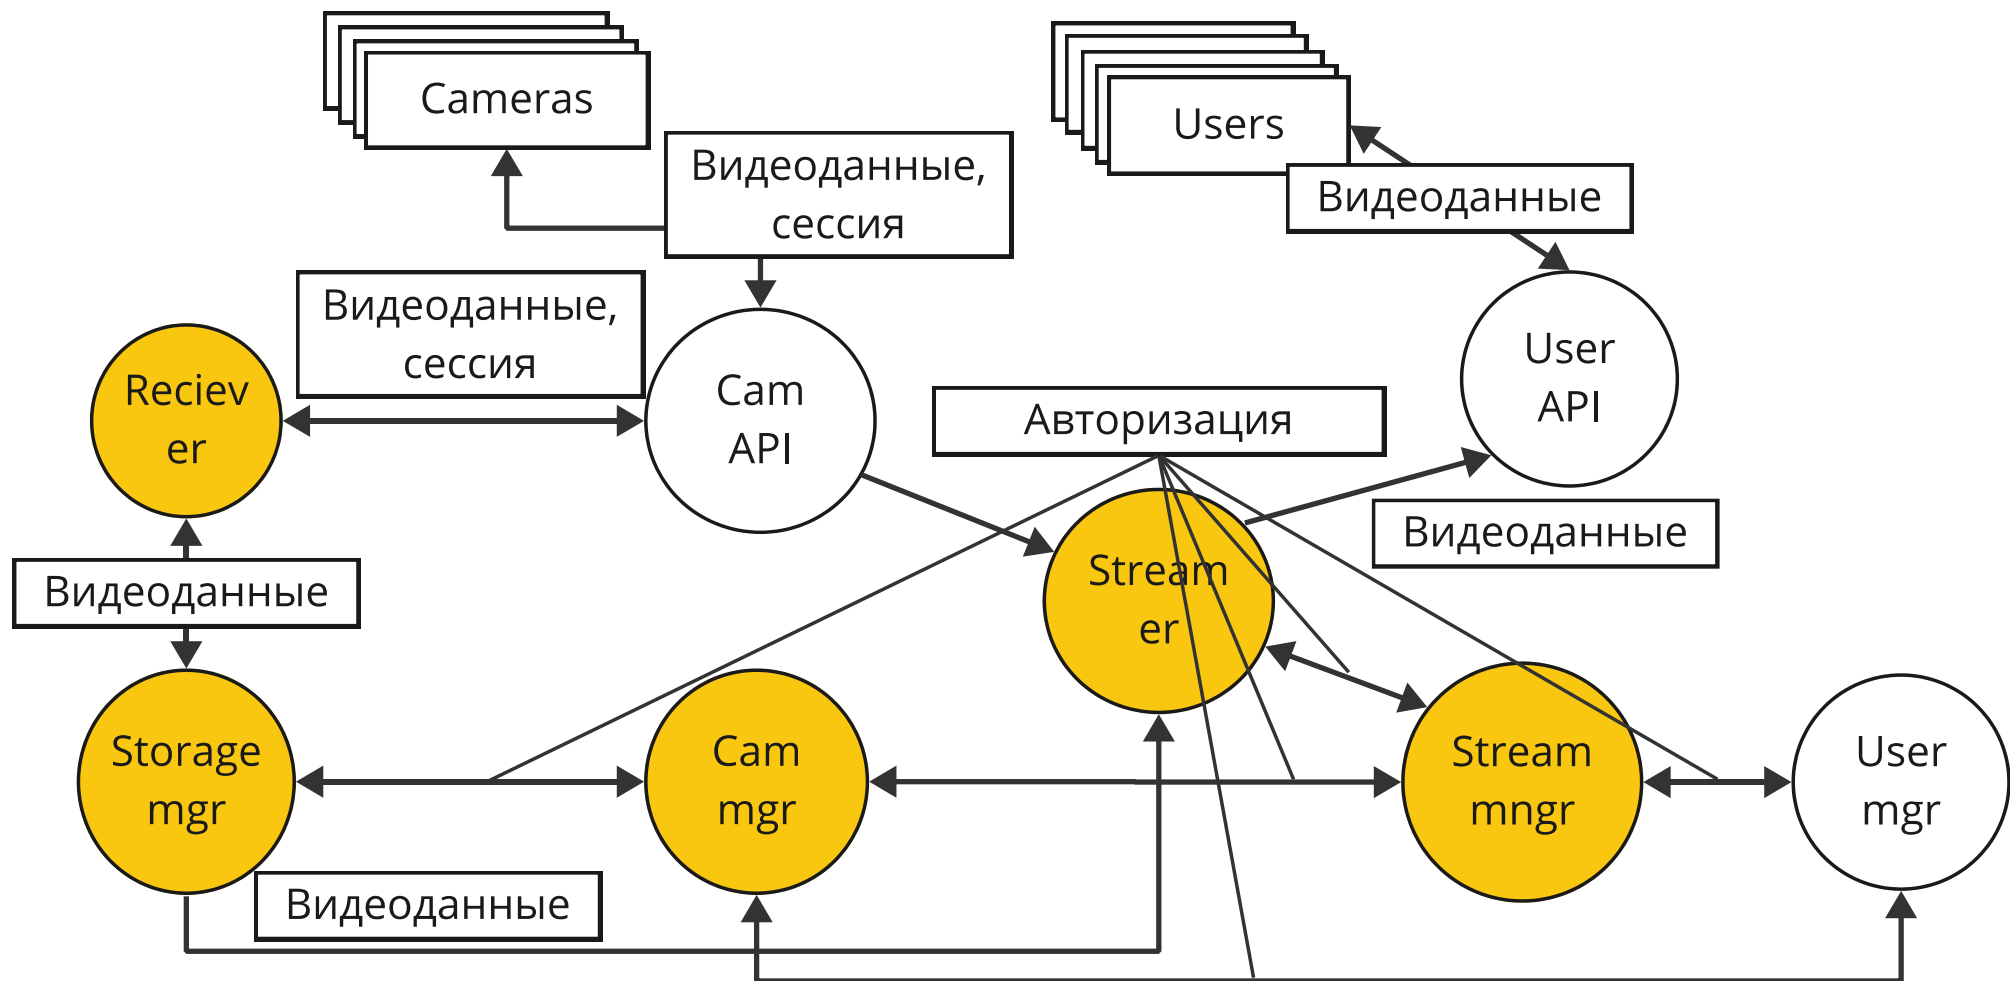 Cameras
Users
Видеоданные,
сессия
Видеоданные
Видеоданные,
сессия
Reciev
er
Cam
API
User
API
Авторизация
Видеоданные
Stream
er
Видеоданные
Storage
mgr
Cam
mgr
Stream
mngr
User
mgr
Видеоданные